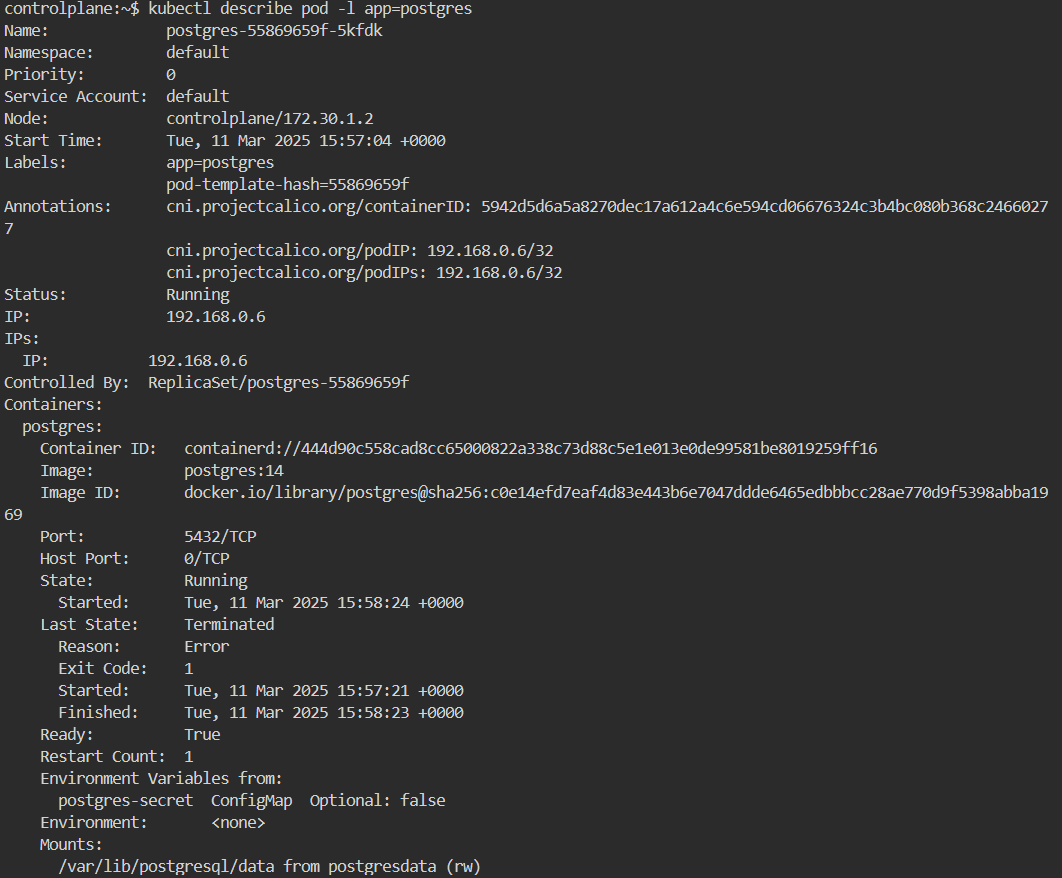 controlplane:~$ kubectl describe pod -l app=postgres
Name:             postgres-55869659f-5kfdk
Namespace:        default
Priority:         0
Service Account:  default
Node:             controlplane/172.30.1.2
Start Time:       Tue, 11 Mar 2025 15:57:04 +0000
Labels:           app=postgres
                  pod-template-hash=55869659f
Annotations:      cni.projectcalico.org/containerID: 5942d5d6a5a8270dec17a612a4c6e594cd06676324c3b4bc080b368c2466027
7
                  cni.projectcalico.org/podIP: 192.168.0.6/32
                  cni.projectcalico.org/podIPs: 192.168.0.6/32
Status:           Running
IP:               192.168.0.6
IPs:
  IP:           192.168.0.6
Controlled By:  ReplicaSet/postgres-55869659f
Containers:
  postgres:
    Container ID:   containerd://444d90c558cad8cc65000822a338c73d88c5e1e013e0de99581be8019259ff16
    Image:          postgres:14
    Image ID:       docker.io/library/postgres@sha256:c0e14efd7eaf4d83e443b6e7047ddde6465edbbbcc28ae770d9f5398abba19
69
    Port:           5432/TCP
    Host Port:      0/TCP
    State:          Running
      Started:      Tue, 11 Mar 2025 15:58:24 +0000
    Last State:     Terminated
      Reason:       Error
      Exit Code:    1
      Started:      Tue, 11 Mar 2025 15:57:21 +0000
      Finished:     Tue, 11 Mar 2025 15:58:23 +0000
    Ready:          True
    Restart Count:  1
    Environment Variables from:
      postgres-secret  ConfigMap  Optional: false
    Environment:       <none>
    Mounts:
      /var/lib/postgresql/data from postgresdata (rw)